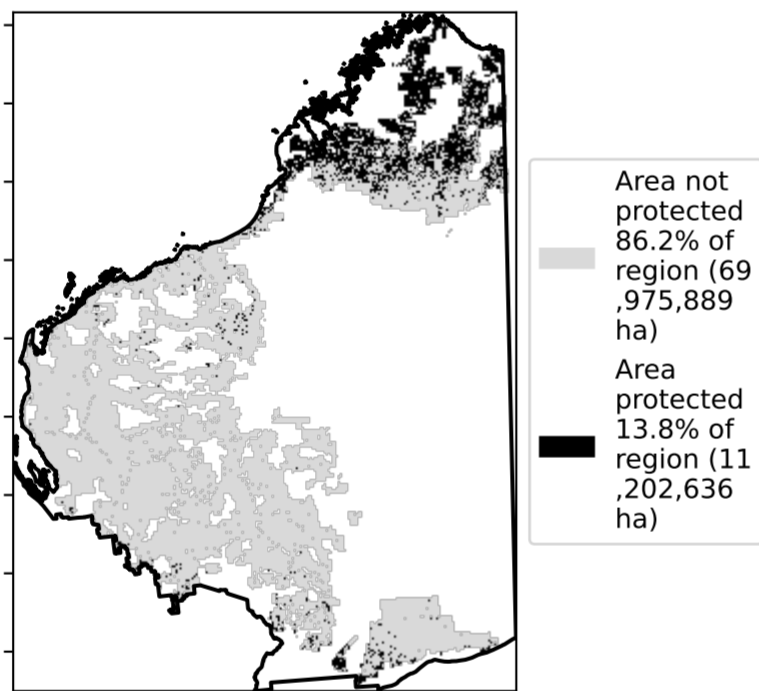 Area not
protected
86.2% of
region (69
,975,889
ha)
Area
protected
13.8% of
region (11
,202,636
ha)